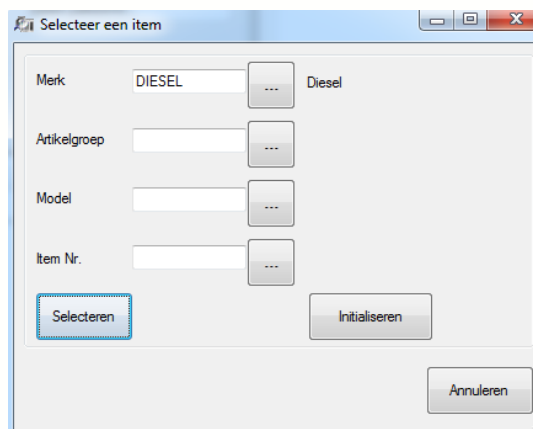 Selecteer een item
Merk DIESEL ... Diesel
Artikelgroep ...
Model ...
Item Nr. ...
Selecteren Initialiseren
Annuleren